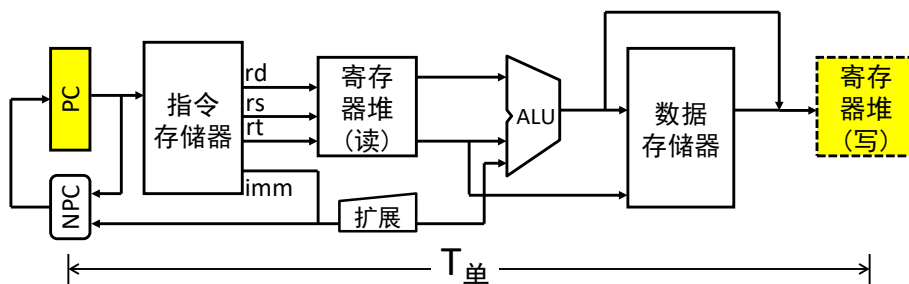 PC
NPC
指令
存储器
rd
rs
rt
imm
寄存
器堆
(读)
扩展
ALU
数据
存储器
寄存
器堆
(写)
T单